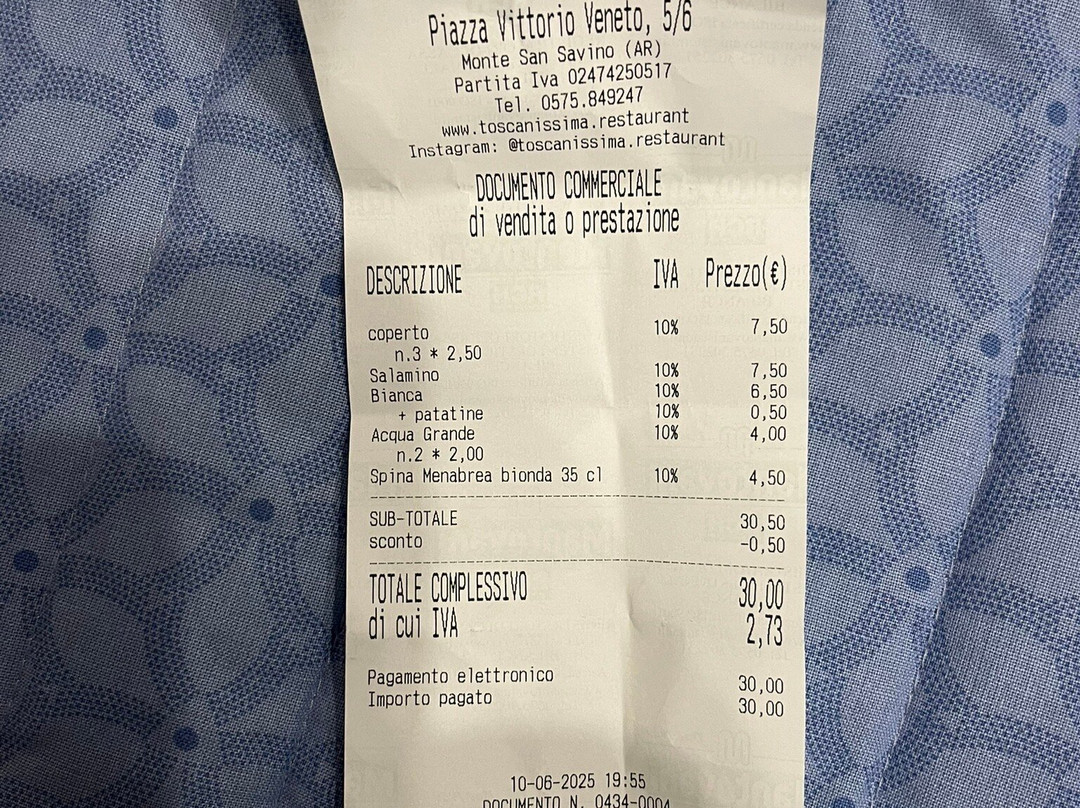 Piazza Vittorio Veneto, 5/6
Monte San Savino (AR)
Partita Iva 02474250517
Tel. 0575.849247
www.toscanissima.restaurant
Instagram: @toscanissima.restaurant
DOCUMENTO COMMERCIALE
di vendita o prestazione
DESCRIZIONE IVA Prezzo(€)
coperto 10% 7,50
n.3 * 2,50
Salamino 10% 7,50
Bianca 10% 6,50
+ patatine 10% 0,50
Acqua Grande 10% 4,00
n.2 * 2,00
Spina Menabrea bionda 35 cl 10% 4,50
SUB-TOTALE 30,50
sconto -0,50
TOTALE COMPLESSIVO 30,00
di cui IVA 2,73
Pagamento elettronico 30,00
Importo pagato 30,00
10-06-2025 19:55
DOCUMENTO N. 0434-0004